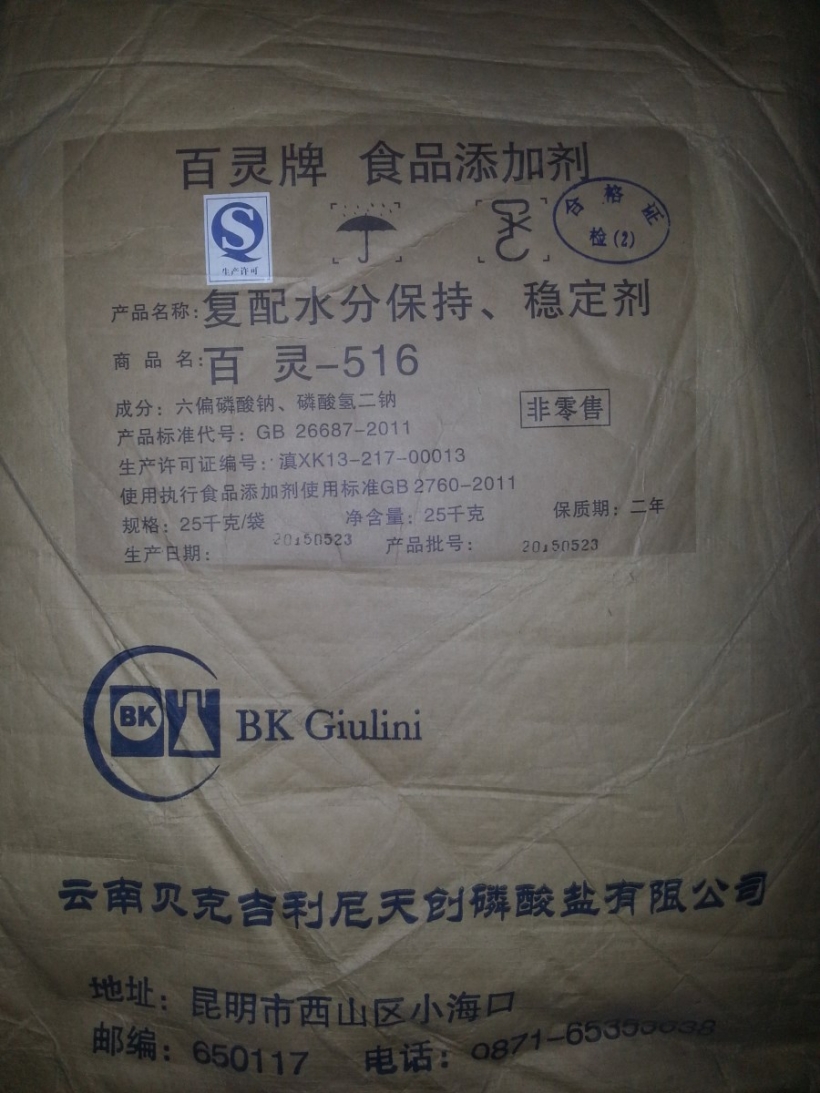 百灵牌 食品添加剂
生产许可
合格证
检(2)
产品名称:复配水分保持、稳定剂
商品名:百灵-516
成分:六偏磷酸钠、磷酸氢二钠
非零售
产品标准代号:GB 26687-2011
生产许可证编号:滇XK13-217-00013
使用执行食品添加剂使用标准GB 2760-2011
规格:25千克/袋 净含量:25千克 保质期:二年
生产日期: 20150523 产品批号: 20150523
BK BK Giulini
云南贝克吉利尼天创磷酸盐有限公司
地址:昆明市西山区小海口
邮编:650117 电话: